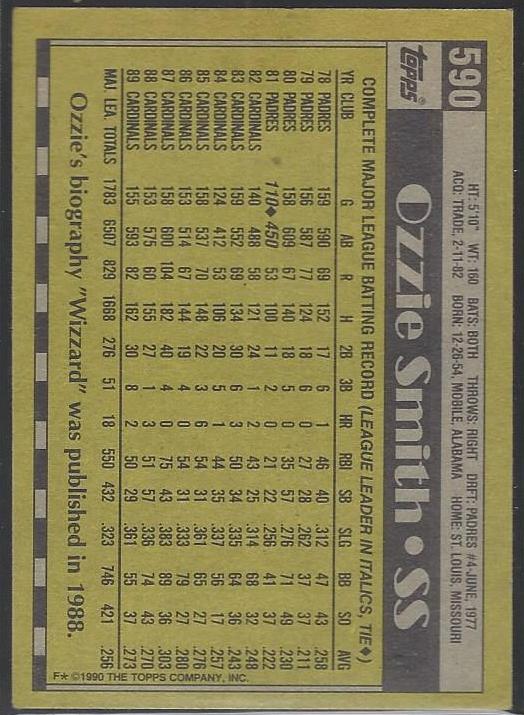 590
HT: 5'10" WT: 160 BATS: BOTH THROWS: RIGHT DRFT: PADRES #4-JUNE, 1977
ACQ: TRADE, 2-11-82 BORN: 12-26-54, MOBILE, ALABAMA HOME: ST. LOUIS, MISSOURI
topps® Ozzie Smith • SS
COMPLETE MAJOR LEAGUE BATTING RECORD (LEAGUE LEADER IN ITALICS, TIE♦)
YR CLUB G AB R H 2B 3B HR RBI SB SLG BB SO AVG
78 PADRES 159 590 69 152 17 6 1 46 40 .312 47 43 .258
79 PADRES 156 587 77 124 18 6 0 27 28 .262 37 37 .211
80 PADRES 158 609 67 140 18 5 0 35 57 .276 71 49 .230
81 PADRES 110♦ 450 53 100 11 2 0 21 22 .256 41 37 .222
82 CARDINALS 140 488 58 121 24 1 2 43 25 .314 68 32 .248
83 CARDINALS 159 552 69 134 30 6 3 50 34 .335 64 36 .243
84 CARDINALS 124 412 53 106 20 5 1 44 35 .337 56 17 .257
85 CARDINALS 158 537 70 148 22 3 6 54 31 .361 65 27 .276
86 CARDINALS 153 514 67 144 19 4 0 54 31 .333 79 27 .280
87 CARDINALS 158 600 104 182 40 4 0 75 43 .383 89 36 .303
88 CARDINALS 153 575 80 155 27 1 3 51 57 .336 74 43 .270
89 CARDINALS 155 593 82 162 30 8 2 50 29 .361 55 37 .273
MAJ. LEA. TOTALS 1783 6507 829 1668 276 51 18 550 432 .323 746 421 .256
Ozzie's biography "Wizzard" was published in 1988.
F* ©1990 THE TOPPS COMPANY, INC.